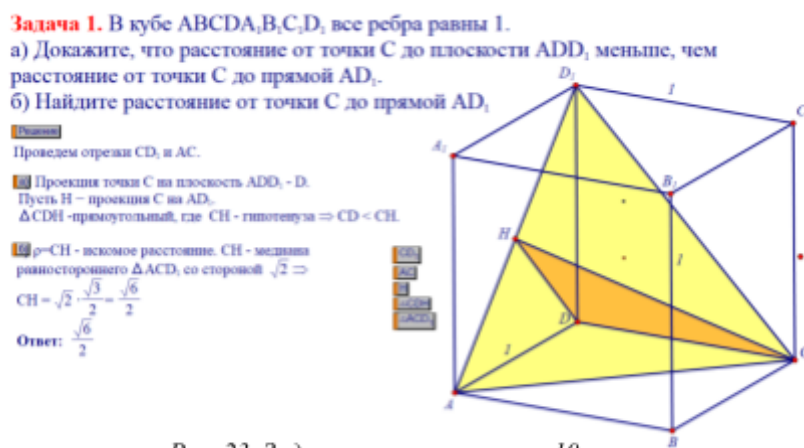 Задача 1. В кубе ABCDA₁B₁C₁D₁ все ребра равны 1.
а) Докажите, что расстояние от точки C до плоскости ADD₁ меньше, чем
расстояние от точки C до прямой AD₁.
б) Найдите расстояние от точки C до прямой AD₁
Решение
Проведем отрезки CD₁ и AC.
а) Проекция точки C на плоскость ADD₁ - D.
Пусть H – проекция C на AD₁.
ΔCDH -прямоугольный, где CH - гипотенуза ⇒ CD < CH.
б) ρ=CH - искомое расстояние. CH - медиана
равностороннего ΔACD₁ со стороной √2 ⇒
CH = √2 · √3/2 = √6/2
Ответ: √6/2
CD₁
AC
H
ΔCDH
ΔACD₁
D₁
1
C
A₁
B₁
H
1
D
1
C
A
B